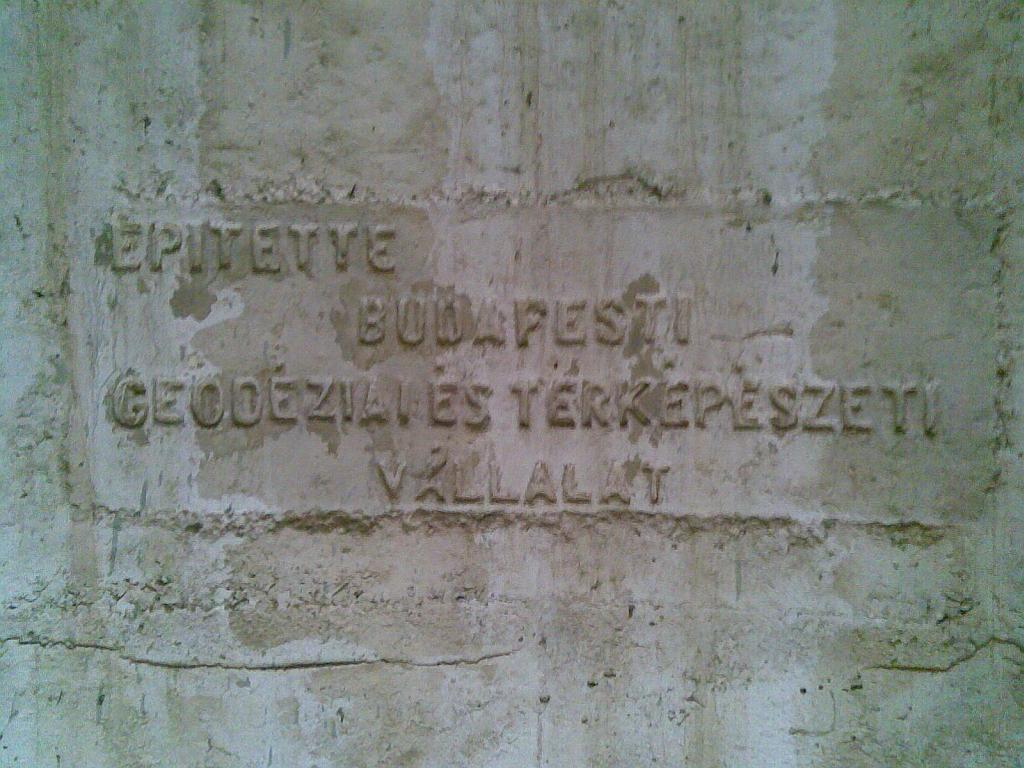 ÉPITETTE
BUDAPESTI
GEODÉZIAI ÉS TÉRKÉPÉSZETI
VÁLLALAT